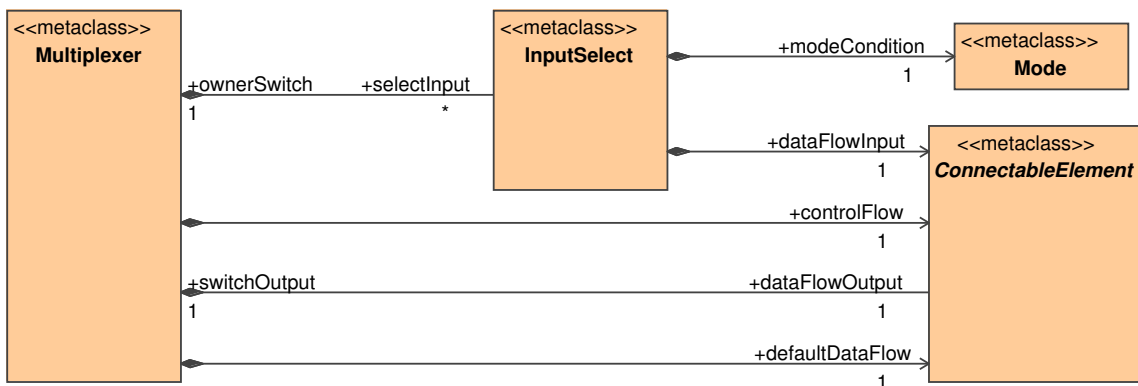 <<metaclass>>
Multiplexer
<<metaclass>>
InputSelect
<<metaclass>>
Mode
<<metaclass>>
ConnectableElement
+modeCondition
1
+ownerSwitch
1
+selectInput
*
+dataFlowInput
1
+controlFlow
1
+switchOutput
1
+dataFlowOutput
1
+defaultDataFlow
1